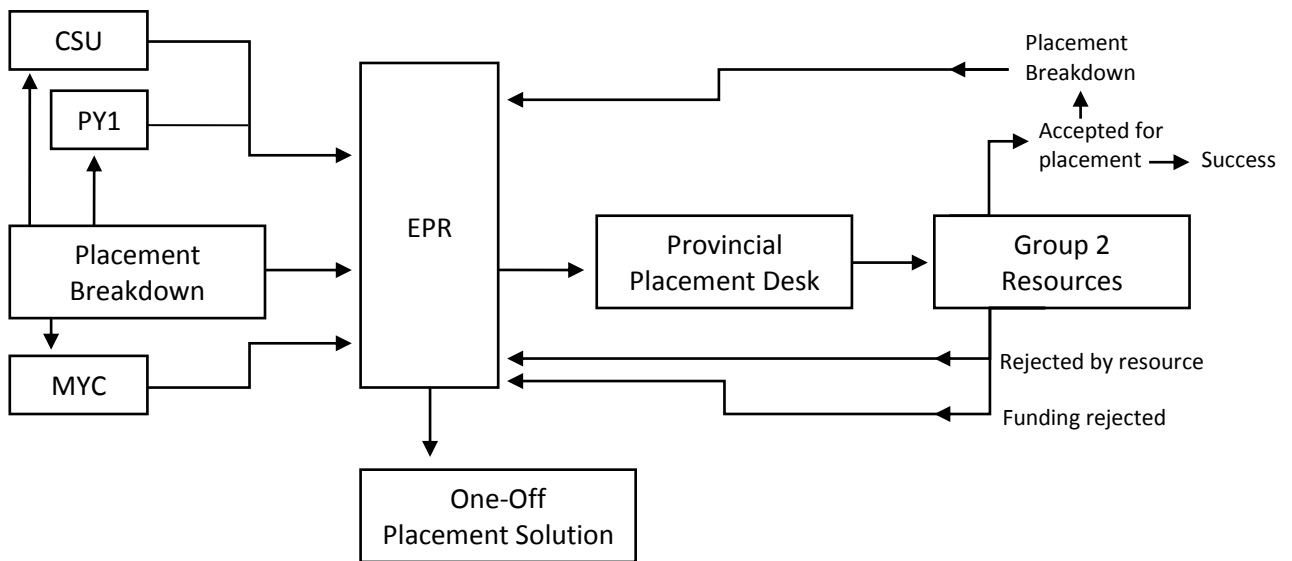 CSU
PY1
Placement
Breakdown
MYC
EPR
One-Off
Placement Solution
Provincial
Placement Desk
Group 2
Resources
Placement
Breakdown
Accepted for
placement
Success
Rejected by resource
Funding rejected